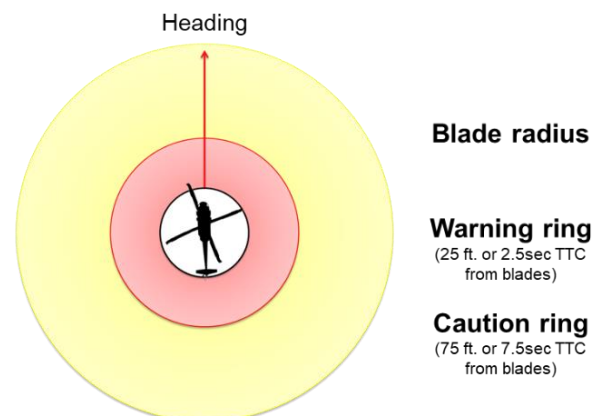 Heading
Blade radius
Warning ring
(25 ft. or 2.5sec TTC
from blades)
Caution ring
(75 ft. or 7.5sec TTC
from blades)